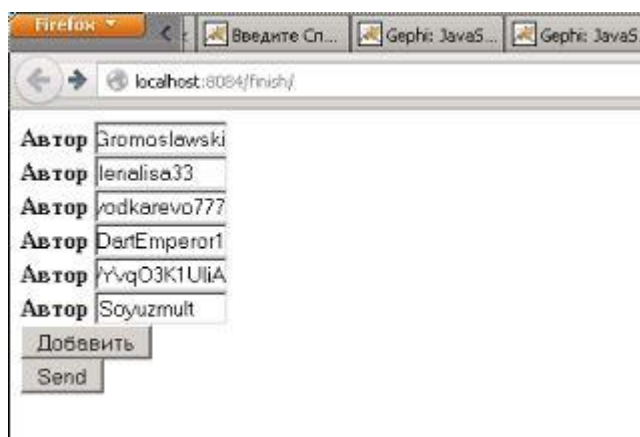 Firefox
Введите Сп... Gephi: JavaS... Gephi: JavaS
localhost:8084/finish/
Автор Gromoslawski
Автор lenalisa33
Автор vodkarevo777
Автор DartEmperor1
Автор
Автор Soyuzmult
Добавить
Send